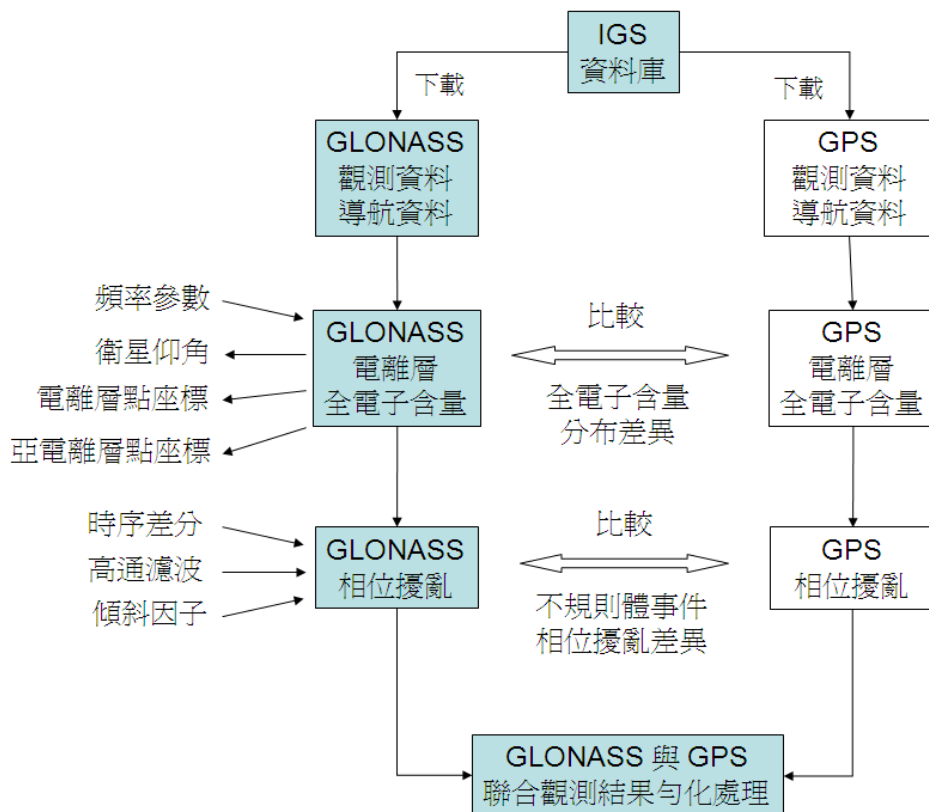 IGS
資料庫
下載
下載
GLONASS
觀測資料
導航資料
GPS
觀測資料
導航資料
頻率參數
衛星仰角
電離層點座標
亞電離層點座標
GLONASS
電離層
全電子含量
比較
全電子含量
分布差異
GPS
電離層
全電子含量
時序差分
高通濾波
傾斜因子
GLONASS
相位擾亂
比較
不規則體事件
相位擾亂差異
GPS
相位擾亂
GLONASS 與 GPS
聯合觀測結果勻化處理